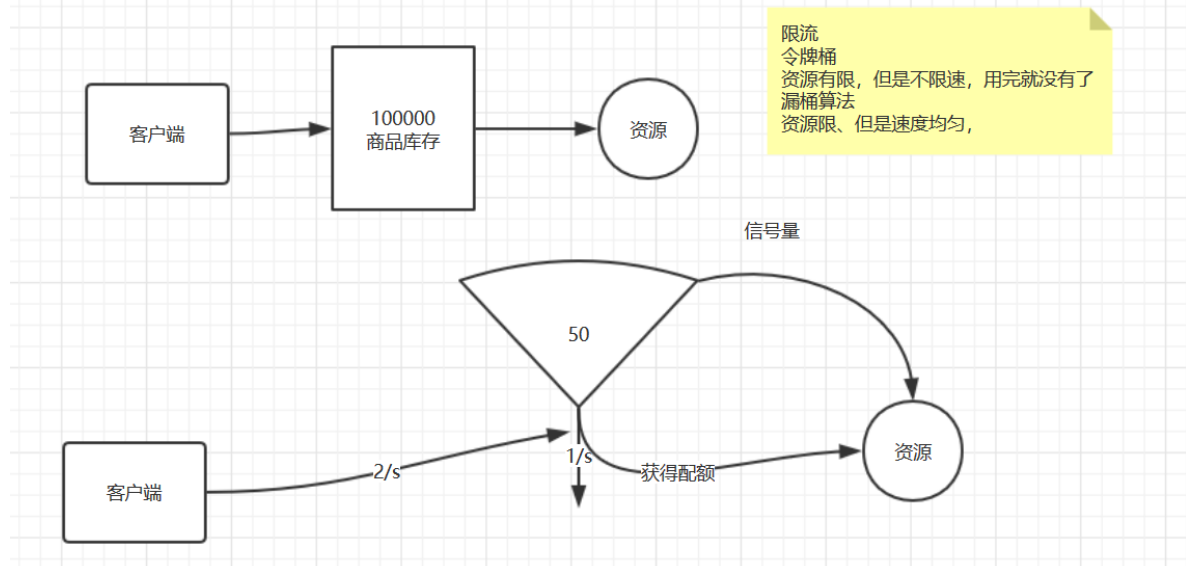 限流
令牌桶
资源有限，但是不限速，用完就没有了
漏桶算法
资源限、但是速度均匀，
客户端
100000
商品库存
资源
信号量
50
客户端
2/s
1/s
获得配额
资源